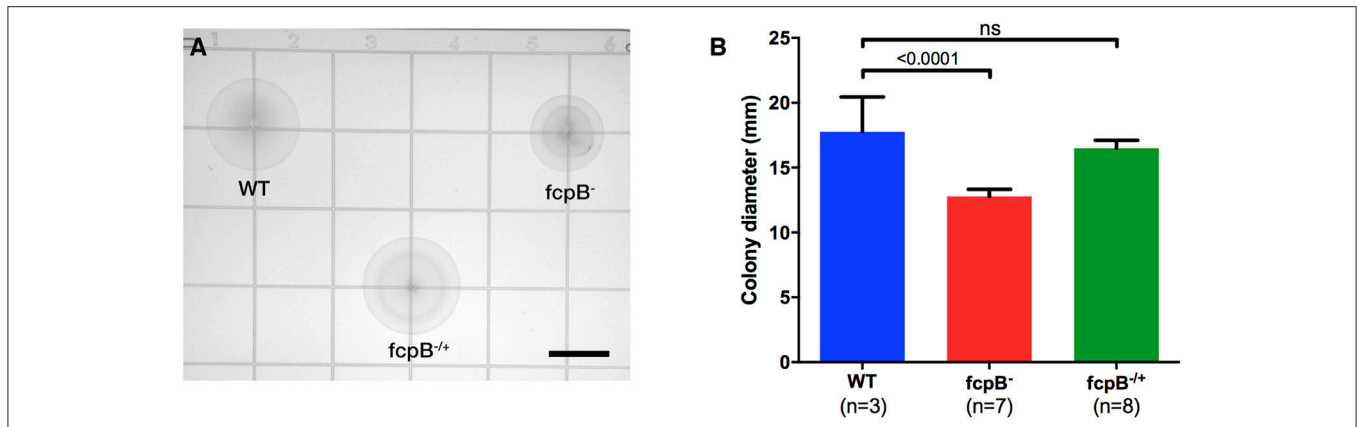 A
1 2 3 4 5 6
WT
fcpB-
fcpB-/+
B
ns
<0.0001
25
20
15
10
5
0
Colony diameter (mm)
WT
(n=3)
fcpB-
(n=7)
fcpB-/+
(n=8)